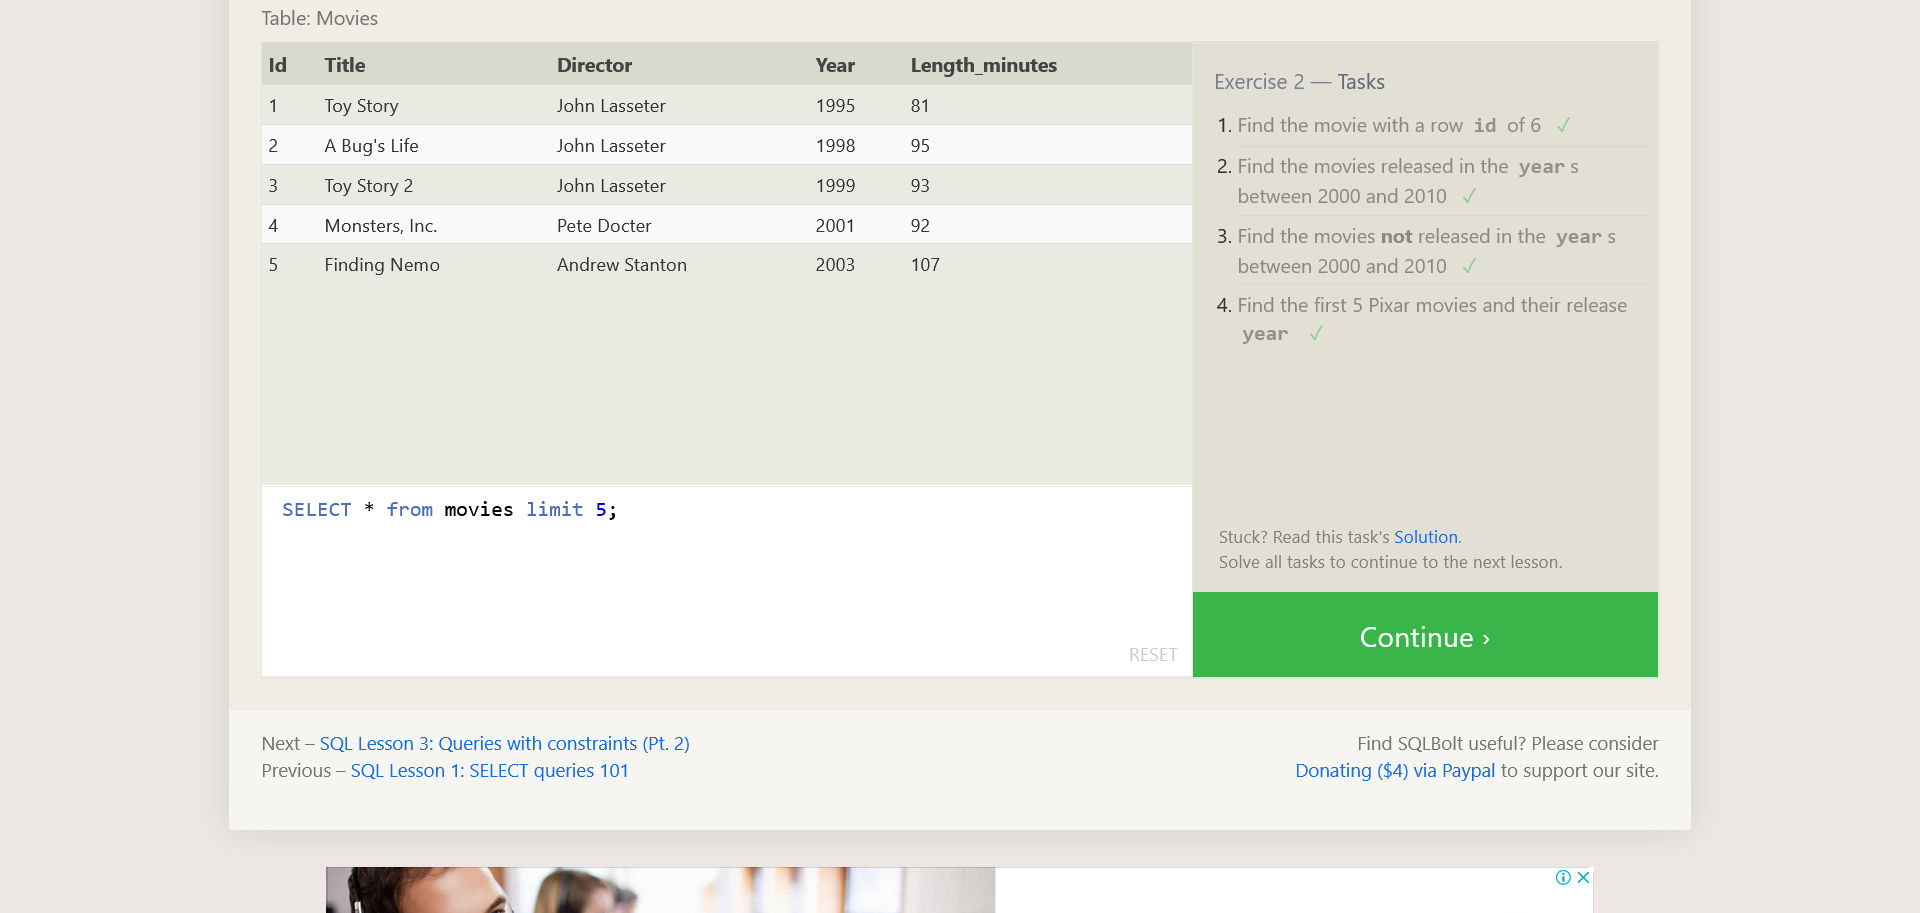 Table: Movies
Id Title Director Year Length_minutes
1 Toy Story John Lasseter 1995 81
2 A Bug's Life John Lasseter 1998 95
3 Toy Story 2 John Lasseter 1999 93
4 Monsters, Inc. Pete Docter 2001 92
5 Finding Nemo Andrew Stanton 2003 107
SELECT * from movies limit 5;
RESET
Exercise 2 — Tasks
1. Find the movie with a row id of 6 ✓
2. Find the movies released in the year s
between 2000 and 2010 ✓
3. Find the movies not released in the year s
between 2000 and 2010 ✓
4. Find the first 5 Pixar movies and their release
year ✓
Stuck? Read this task's Solution.
Solve all tasks to continue to the next lesson.
Continue ›
Next – SQL Lesson 3: Queries with constraints (Pt. 2)
Previous – SQL Lesson 1: SELECT queries 101
Find SQLBolt useful? Please consider
Donating ($4) via Paypal to support our site.